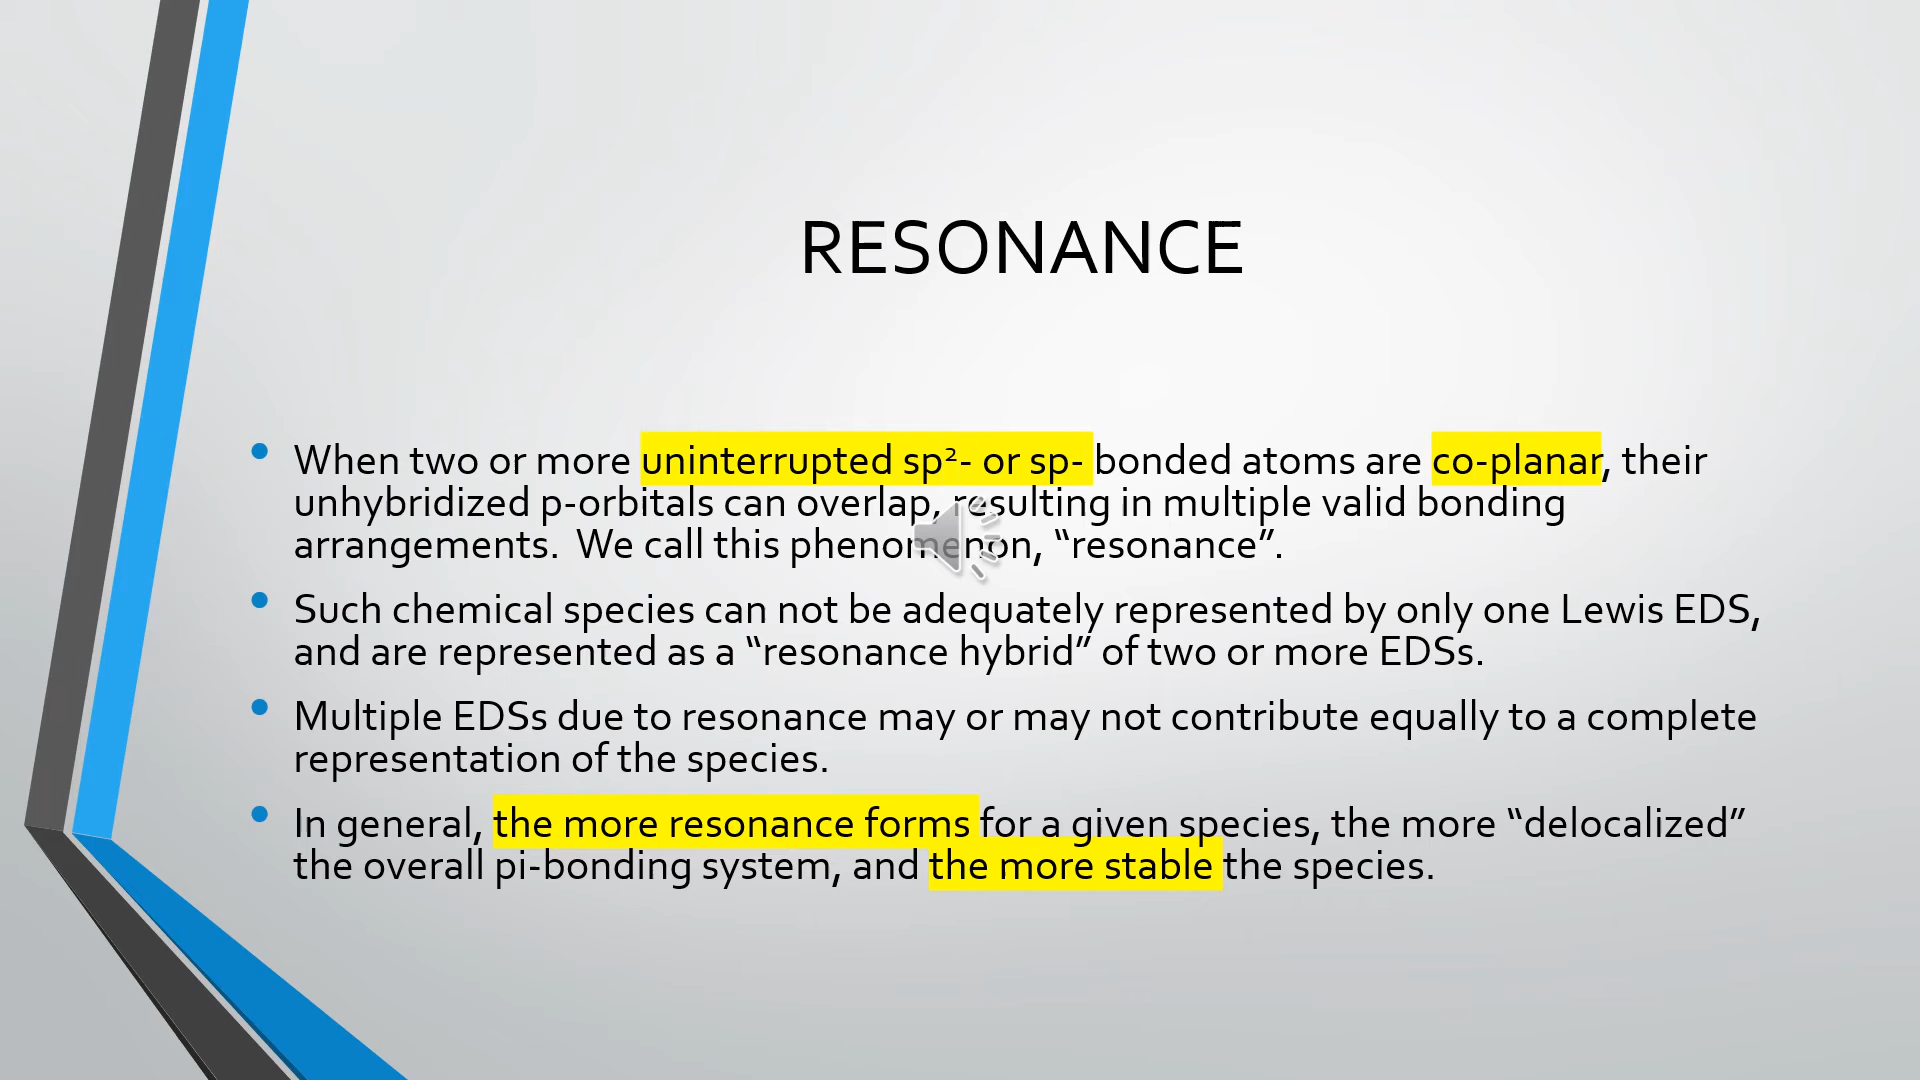 RESONANCE
• When two or more uninterrupted sp²- or sp- bonded atoms are co-planar, their
unhybridized p-orbitals can overlap, resulting in multiple valid bonding
arrangements.  We call this phenomenon, “resonance”.
• Such chemical species can not be adequately represented by only one Lewis EDS,
and are represented as a “resonance hybrid” of two or more EDSs.
• Multiple EDSs due to resonance may or may not contribute equally to a complete
representation of the species.
• In general, the more resonance forms for a given species, the more “delocalized”
the overall pi-bonding system, and the more stable the species.